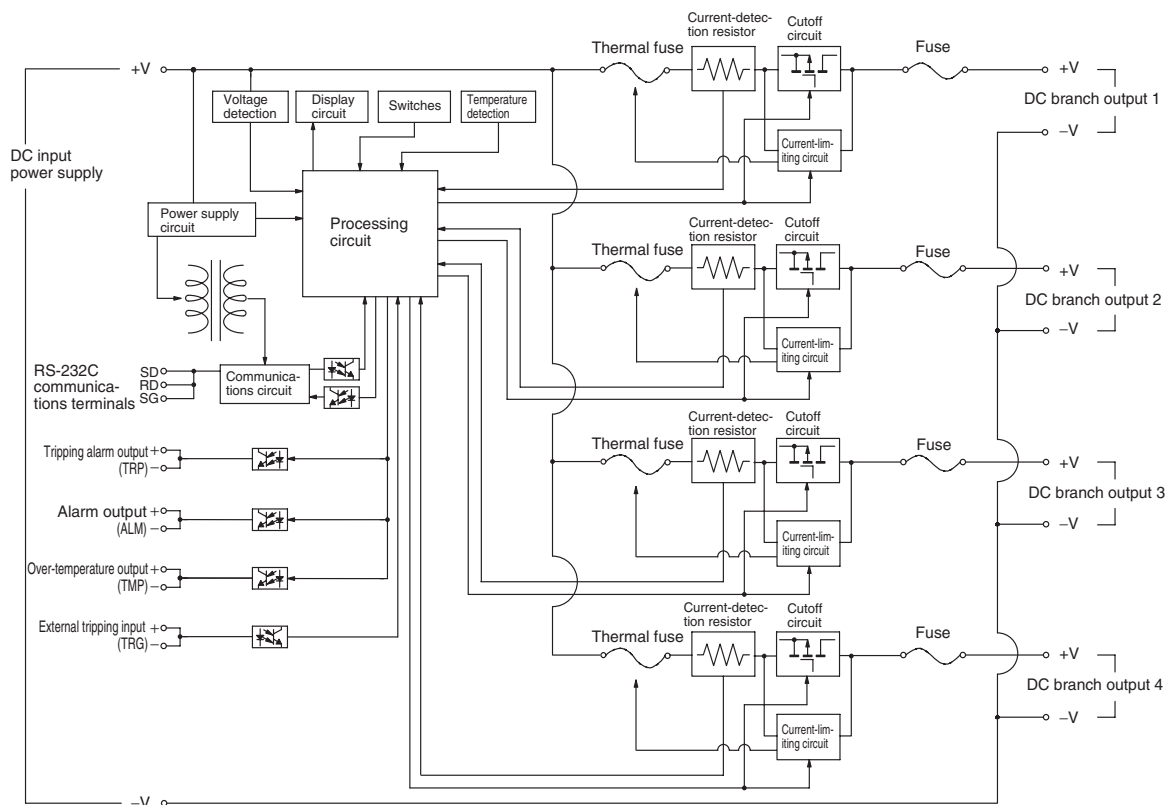 Current-detec-
tion resistor
Cutoff
circuit
Thermal fuse
Fuse
+V
+V
DC branch output 1
−V
Voltage
detection
Display
circuit
Switches
Temperature
detection
Current-lim-
iting circuit
DC input
power supply
Power supply
circuit
Processing
circuit
Current-detec-
tion resistor
Cutoff
circuit
Thermal fuse
Fuse
+V
DC branch output 2
−V
Current-lim-
iting circuit
RS-232C
communica-
tions terminals
SD
RD
SG
Communica-
tions circuit
Current-detec-
tion resistor
Cutoff
circuit
Thermal fuse
Fuse
+V
DC branch output 3
−V
Current-lim-
iting circuit
Tripping alarm output +
(TRP) −
Alarm output +
(ALM) −
Over-temperature output +
(TMP) −
External tripping input +
(TRG) −
Current-detec-
tion resistor
Cutoff
circuit
Thermal fuse
Fuse
+V
DC branch output 4
−V
Current-lim-
iting circuit
−V